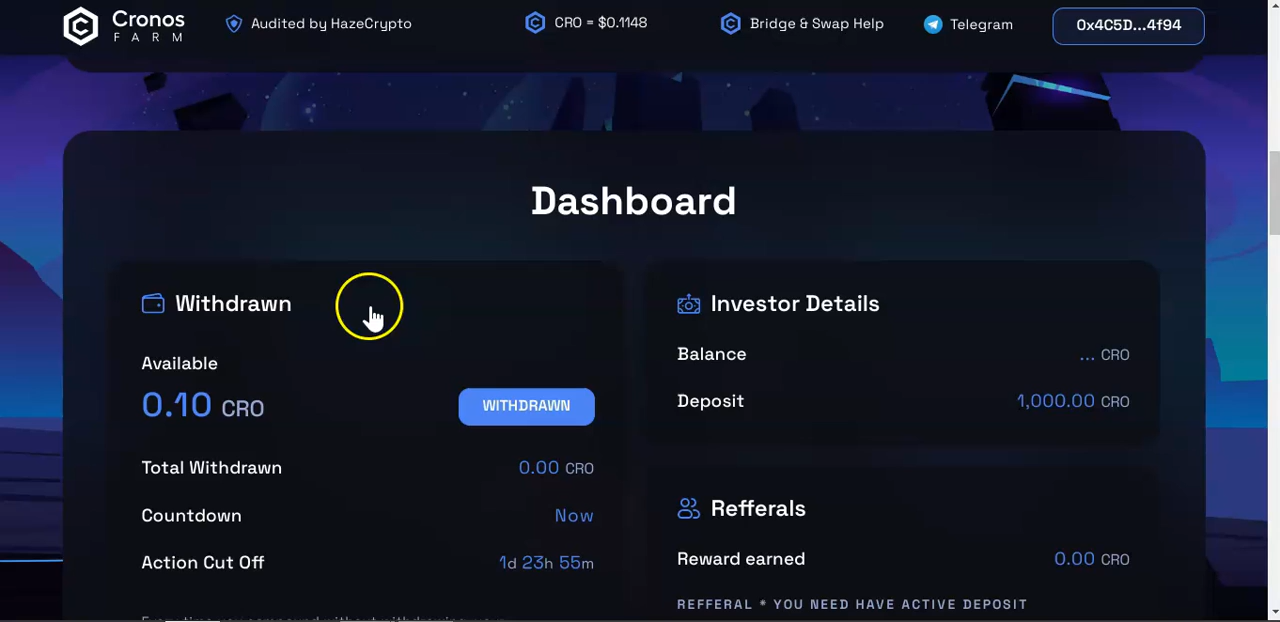 Cronos
FARM
Audited by HazeCrypto
CRO = $0.1148
Bridge & Swap Help
Telegram
0x4C5D...4f94
Dashboard
Withdrawn
Available
0.10 CRO
WITHDRAWN
Total Withdrawn 0.00 CRO
Countdown Now
Action Cut Off 1d 23h 55m
Investor Details
Balance ... CRO
Deposit 1,000.00 CRO
Refferals
Reward earned 0.00 CRO
REFFERAL * YOU NEED HAVE ACTIVE DEPOSIT